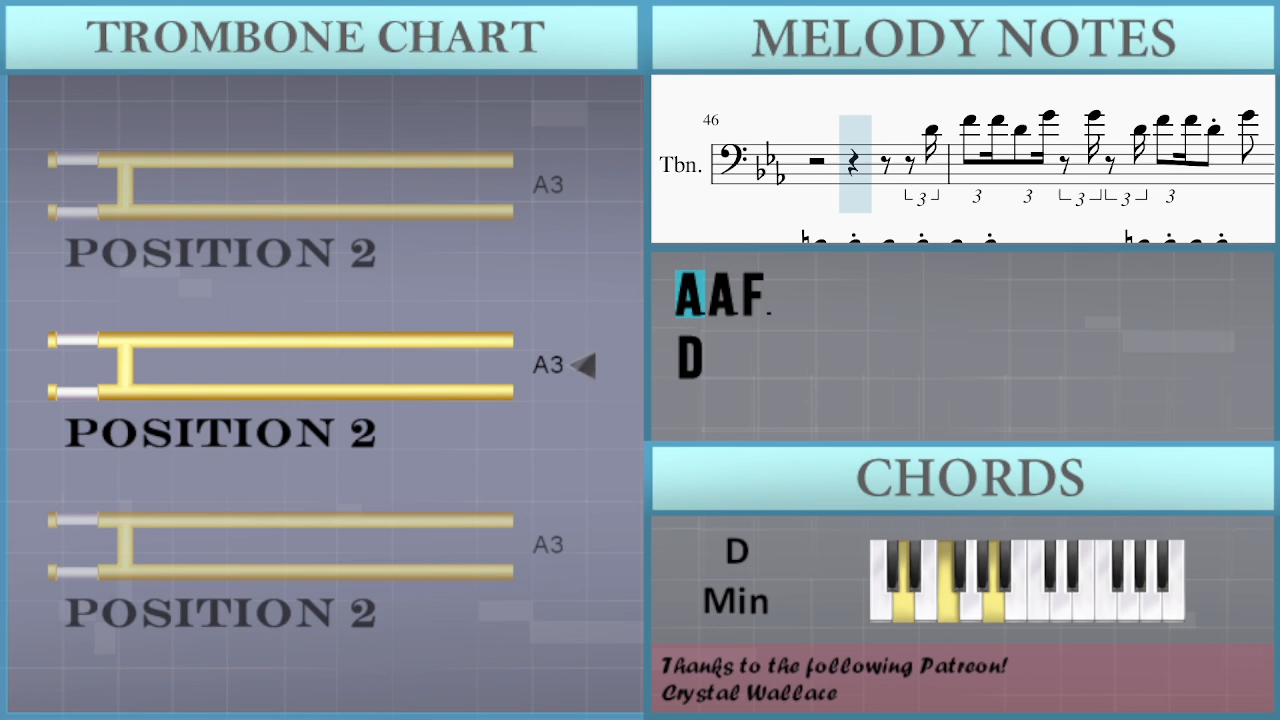 TROMBONE CHART
A3
POSITION 2
A3
POSITION 2
A3
POSITION 2
MELODY NOTES
46
Tbn.
3
3 3 3 3 3
AAF.
D
CHORDS
D
Min
Thanks to the following Patreon!
Crystal Wallace